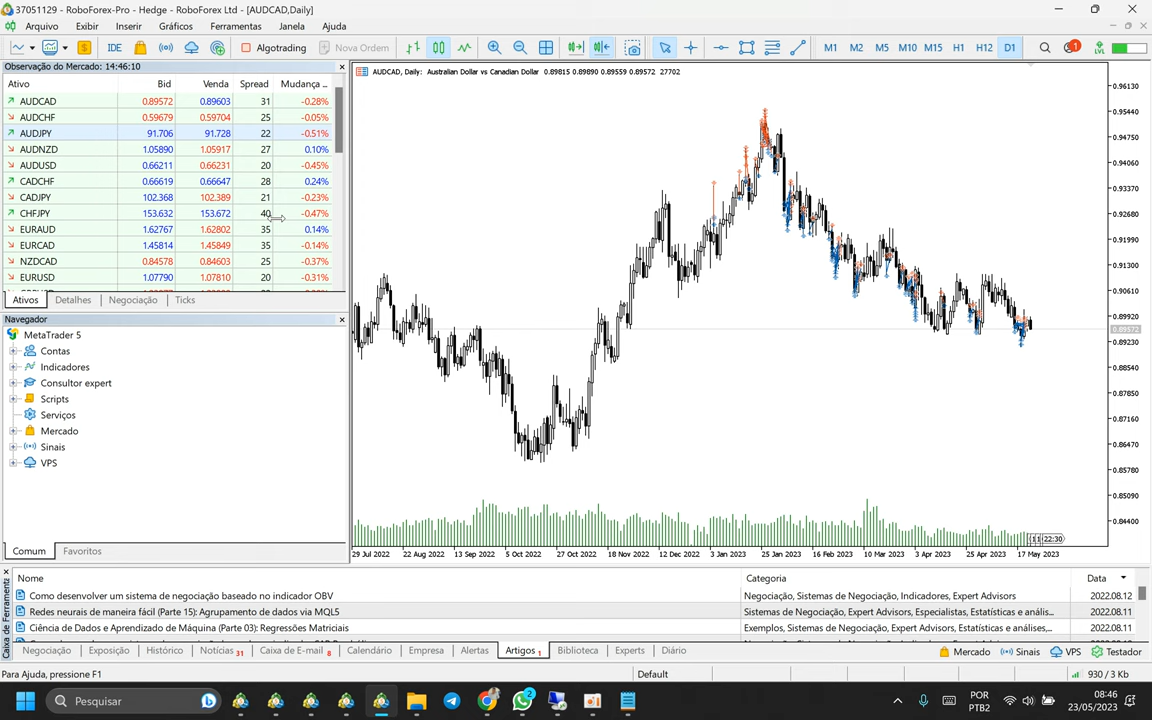 37051129 - RoboForex-Pro - Hedge - RoboForex Ltd - [AUDCAD,Daily]
Arquivo Exibir Inserir Gráficos Ferramentas Janela Ajuda
IDE Algotrading Nova Ordem M1 M2 M5 M10 M15 H1 H12 D1 1 LVL
Observação do Mercado: 14:46:10
Ativo Bid Venda Spread Mudança ...
AUDCAD 0.89572 0.89603 31 -0.28%
AUDCHF 0.59679 0.59704 25 -0.05%
AUDJPY 91.706 91.728 22 -0.51%
AUDNZD 1.05890 1.05917 27 0.10%
AUDUSD 0.66211 0.66231 20 -0.45%
CADCHF 0.66619 0.66647 28 0.24%
CADJPY 102.368 102.389 21 -0.23%
CHFJPY 153.632 153.672 40 -0.47%
EURAUD 1.62767 1.62802 35 0.14%
EURCAD 1.45814 1.45849 35 -0.14%
NZDCAD 0.84578 0.84603 25 -0.37%
EURUSD 1.07790 1.07810 20 -0.31%
Ativos Detalhes Negociação Ticks
Navegador
MetaTrader 5
Contas
Indicadores
Consultor expert
Scripts
Serviços
Mercado
Sinais
VPS
Comum Favoritos
AUDCAD, Daily: Australian Dollar vs Canadian Dollar 0.89815 0.89890 0.89559 0.89572 27702
0.96130
0.95440
0.94750
0.94060
0.93370
0.92680
0.91990
0.91300
0.90610
0.89920
0.89572
0.89230
0.88540
0.87850
0.87160
0.86470
0.85780
0.85090
0.84400
22:30
29 Jul 2022 22 Aug 2022 13 Sep 2022 5 Oct 2022 27 Oct 2022 18 Nov 2022 12 Dec 2022 3 Jan 2023 25 Jan 2023 16 Feb 2023 10 Mar 2023 3 Apr 2023 25 Apr 2023 17 May 2023
Caixa de Ferramenta
Nome Categoria Data
Como desenvolver um sistema de negociação baseado no indicador OBV Negociação, Sistemas de Negociação, Indicadores, Expert Advisors 2022.08.12
Redes neurais de maneira fácil (Parte 15): Agrupamento de dados via MQL5 Sistemas de Negociação, Expert Advisors, Especialistas, Estatísticas e anális... 2022.08.11
Ciência de Dados e Aprendizado de Máquina (Parte 03): Regressões Matriciais Exemplos, Sistemas de Negociação, Expert Advisors, Estatísticas e análises,... 2022.08.11
Negociação Exposição Histórico Notícias 31 Caixa de E-mail 8 Calendário Empresa Alertas Artigos 1 Biblioteca Experts Diário Mercado Sinais VPS Testador
Para Ajuda, pressione F1 Default 930 / 3 Kb
Pesquisar 2 POR PTB2 08:46 23/05/2023